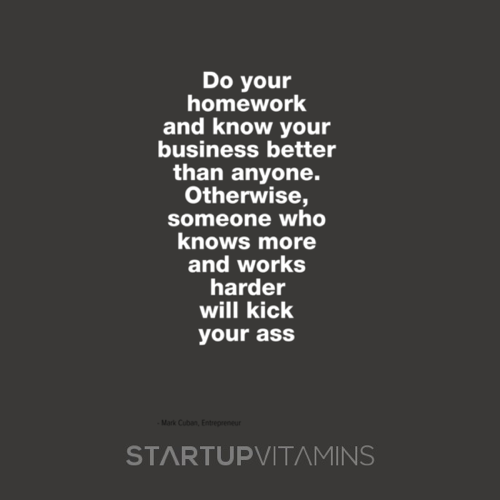 Do your
homework
and know your
business better
than anyone.
Otherwise,
someone who
knows more
and works
harder
will kick
your ass
- Mark Cuban, Entrepreneur
STARTUPVITAMINS